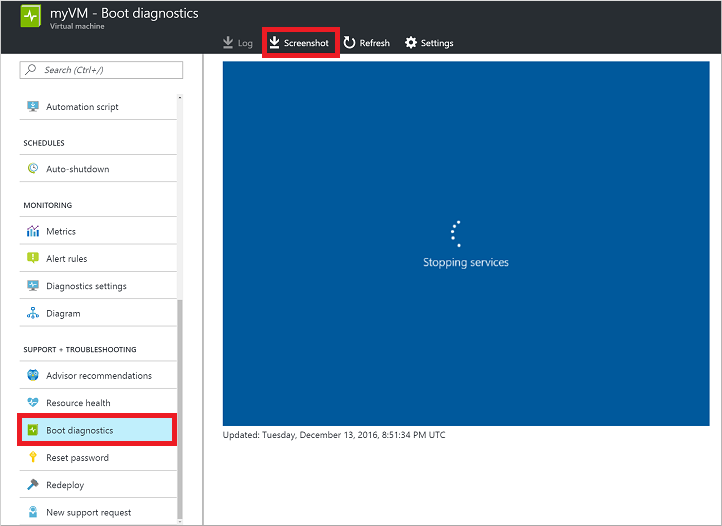 myVM - Boot diagnostics
Virtual machine
Log Screenshot Refresh Settings
Search (Ctrl+/)
Automation script
SCHEDULES
Auto-shutdown
MONITORING
Metrics
Alert rules
Diagnostics settings
Diagram
SUPPORT + TROUBLESHOOTING
Advisor recommendations
Resource health
Boot diagnostics
Reset password
Redeploy
New support request
Stopping services
Updated: Tuesday, December 13, 2016, 8:51:34 PM UTC